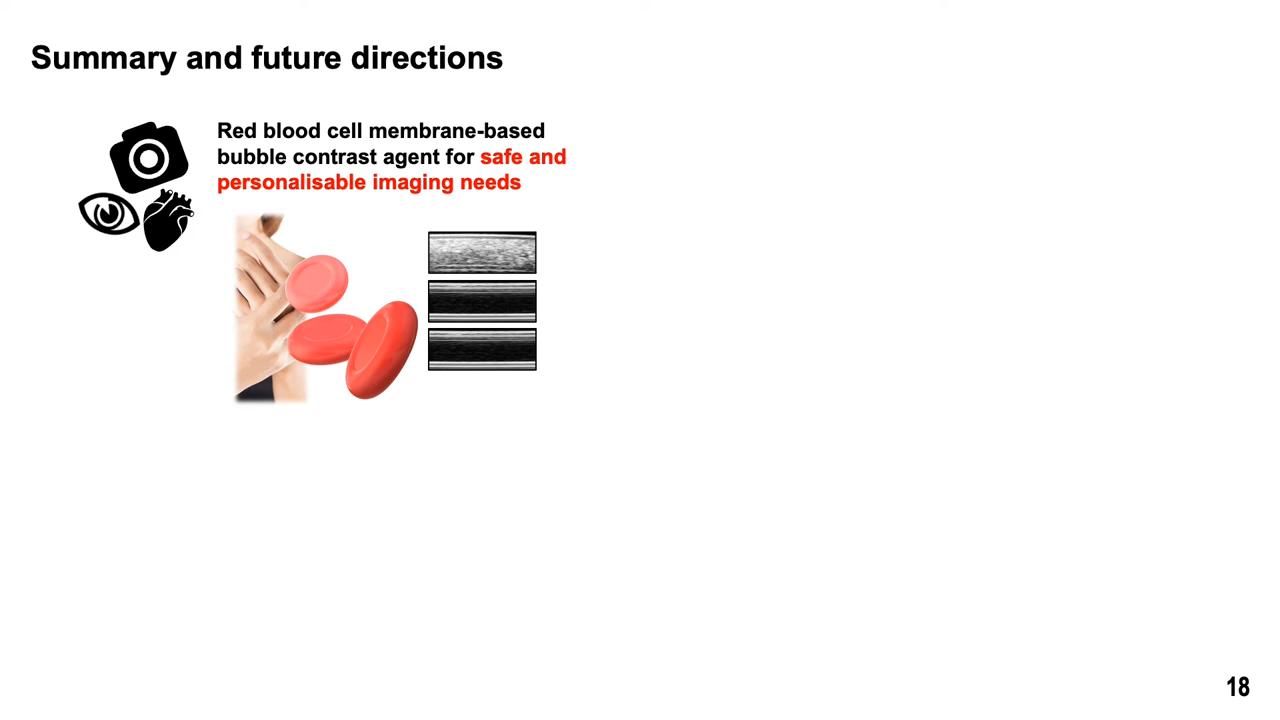 Summary and future directions
Red blood cell membrane-based
bubble contrast agent for safe and
personalisable imaging needs
18